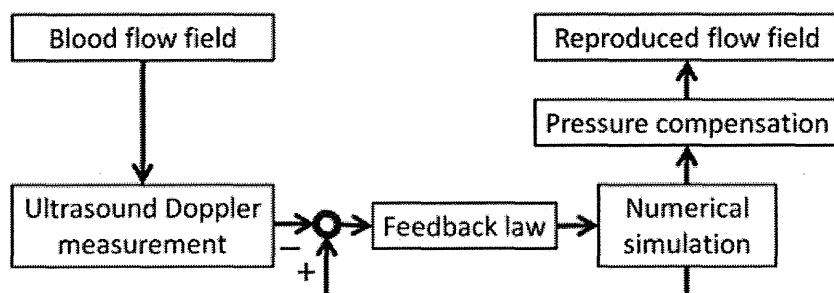 Blood flow field
Reproduced flow field
Pressure compensation
Ultrasound Doppler
measurement
−
+
Feedback law
Numerical
simulation